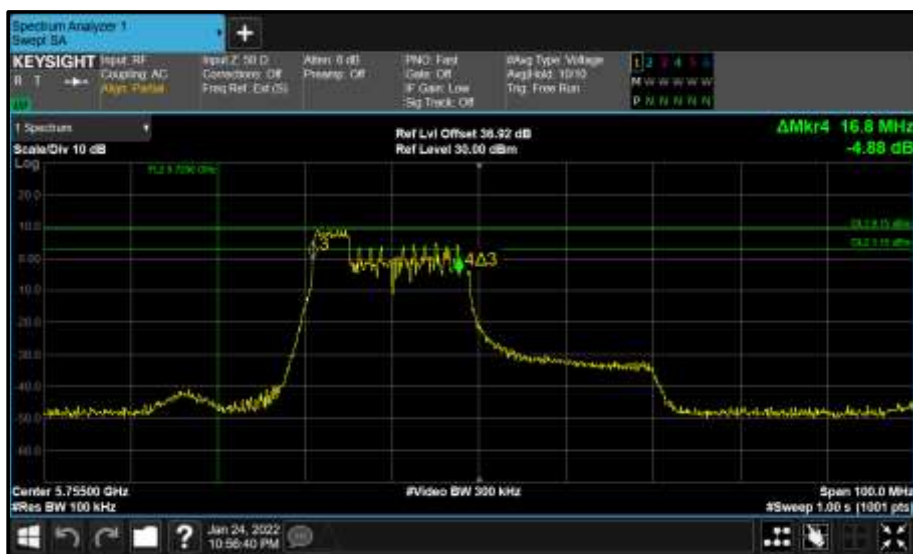 Spectrum Analyzer 1
Swept SA
+
KEYSIGHT Input: RF
R T
Coupling: AC
Align: Partial
Input Z: 50 Ω
Corrections: Off
Freq Ref: Ext (S)
Atten: 6 dB
Preamp: Off
PNO: Fast
Gate: Off
IF Gain: Low
Sig Track: Off
#Avg Type: Voltage
Avg|Hold: 10/10
Trig: Free Run
1 2 3 4 5 6
M W W W W W
P N N N N N
1 Spectrum
Scale/Div 10 dB
Ref Lvl Offset 36.92 dB
Ref Level 30.00 dBm
ΔMkr4 16.8 MHz
-4.88 dB
Log
20.0
10.0
0.00
-10.0
-20.0
-30.0
-40.0
-50.0
-60.0
3
4Δ3
Center 5.75500 GHz
#Res BW 100 kHz
#Video BW 300 kHz
Span 100.0 MHz
#Sweep 1.00 s (1001 pts)
?
Jan 24, 2022
10:56:40 PM